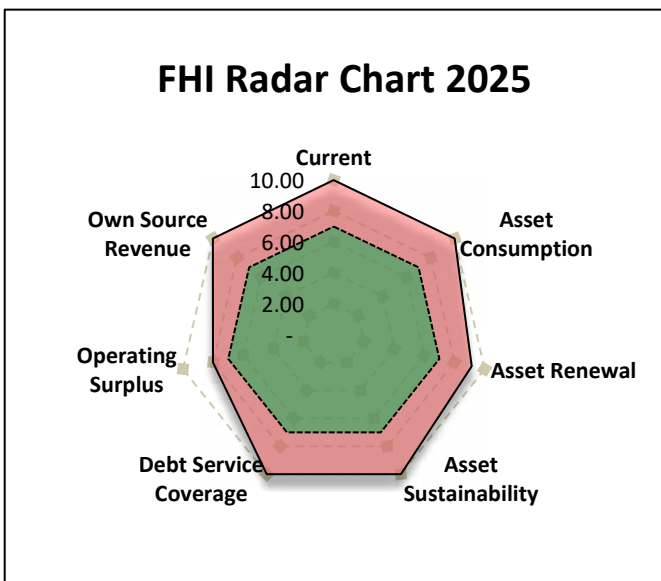 FHI Radar Chart 2025
Current
10.00
8.00
6.00
4.00
2.00
-
Asset
Consumption
Asset Renewal
Asset
Sustainability
Debt Service
Coverage
Operating
Surplus
Own Source
Revenue